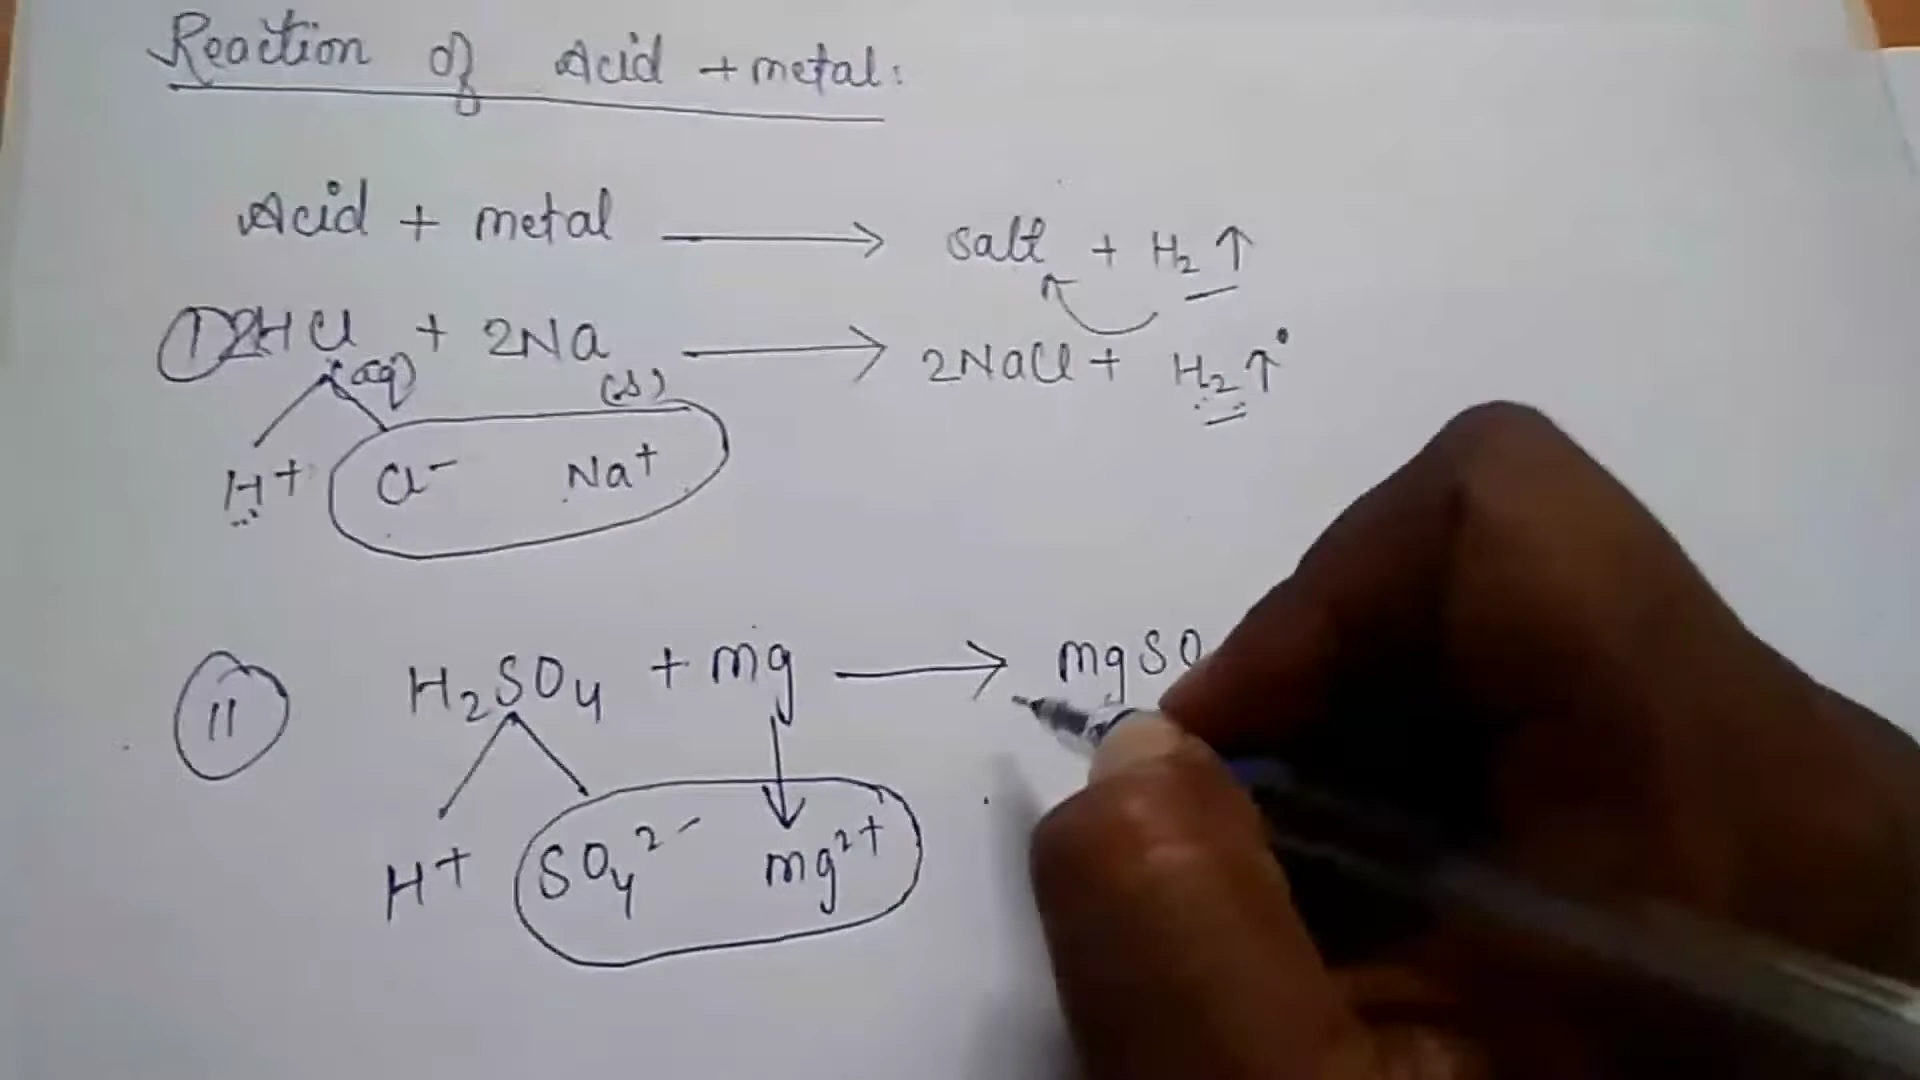 Reaction of Acid + metal:
Acid + metal → salt + H₂ ↑
① 2HCl (aq) + 2Na (s) → 2NaCl + H₂ ↑
H⁺ Cl⁻ Na⁺
(II) H₂SO₄ + mg → mgSO
H⁺ SO₄²⁻ mg²⁺